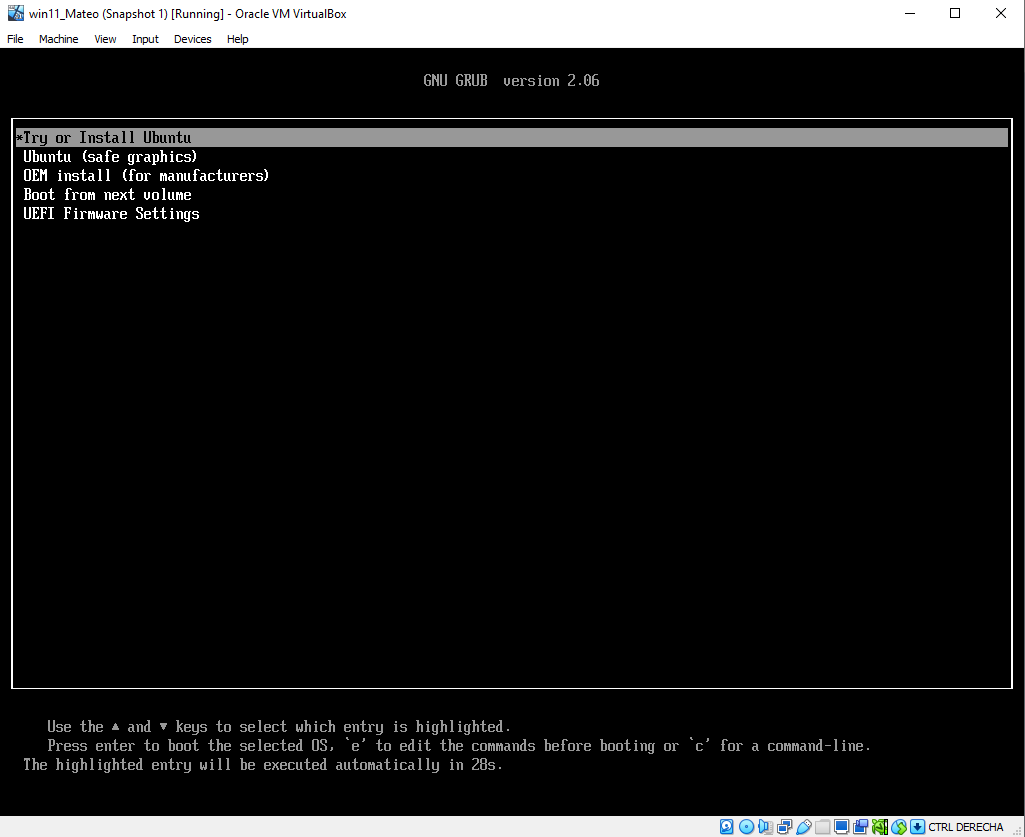 win11_Mateo (Snapshot 1) [Running] - Oracle VM VirtualBox
File Machine View Input Devices Help
GNU GRUB version 2.06
*Try or Install Ubuntu
Ubuntu (safe graphics)
OEM install (for manufacturers)
Boot from next volume
UEFI Firmware Settings
Use the ▲ and ▼ keys to select which entry is highlighted.
Press enter to boot the selected OS, `e' to edit the commands before booting or `c' for a command-line.
The highlighted entry will be executed automatically in 28s.
CTRL DERECHA